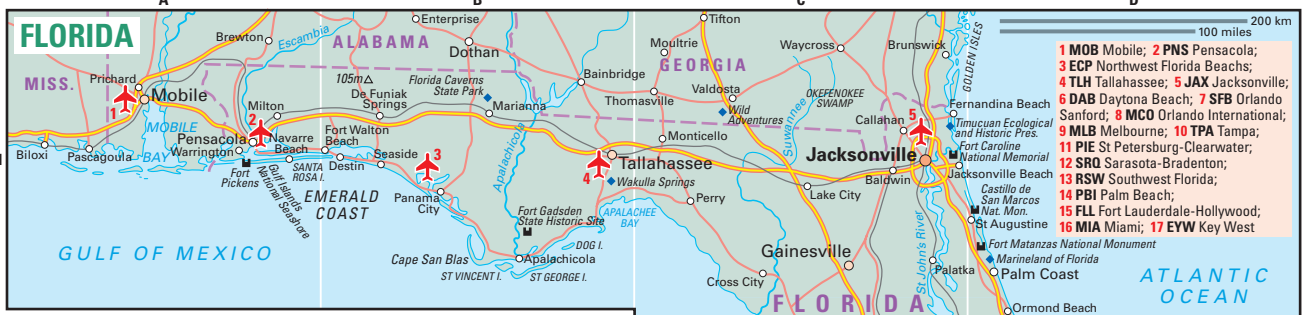 A B C D
FLORIDA
200 km
100 miles
1 MOB Mobile; 2 PNS Pensacola;
3 ECP Northwest Florida Beachs;
4 TLH Tallahassee; 5 JAX Jacksonville;
6 DAB Daytona Beach; 7 SFB Orlando
Sanford; 8 MCO Orlando International;
9 MLB Melbourne; 10 TPA Tampa;
11 PIE St Petersburg-Clearwater;
12 SRQ Sarasota-Bradenton;
13 RSW Southwest Florida;
14 PBI Palm Beach;
15 FLL Fort Lauderdale-Hollywood;
16 MIA Miami; 17 EYW Key West
MISS.
ALABAMA
GEORGIA
FLORIDA
Brewton
Escambia
Enterprise
Dothan
Tifton
Moultrie
Waycross
Brunswick
GOLDEN ISLES
Prichard
1
Mobile
MOBILE
BAY
Biloxi
Pascagoula
105m
De Funiak
Springs
Florida Caverns
State Park
Marianna
Bainbridge
Thomasville
Valdosta
Wild
Adventures
OKEFENOKEE
SWAMP
Suwannee
Milton
2
Pensacola
Warrington
Navarre
Beach
Fort Walton
Beach
Destin
Seaside
3
Panama
City
Fort
Pickens
Gulf Islands
National Seashore
SANTA
ROSA I.
EMERALD
COAST
Apalachicola
Monticello
Tallahassee
4
Wakulla Springs
Perry
APALACHEE
BAY
Fort Gadsden
State Historic Site
DOG I.
Apalachicola
Cape San Blas
ST VINCENT I.
ST GEORGE I.
GULF OF MEXICO
Callahan
5
Fernandina Beach
Timucuan Ecological
and Historic Pres.
Fort Caroline
National Memorial
Jacksonville
Jacksonville Beach
Baldwin
Lake City
Castillo de
San Marcos
Nat. Mon.
St Augustine
Fort Matanzas National Monument
Marineland of Florida
Gainesville
Cross City
St John's River
Palatka
Palm Coast
Ormond Beach
ATLANTIC
OCEAN